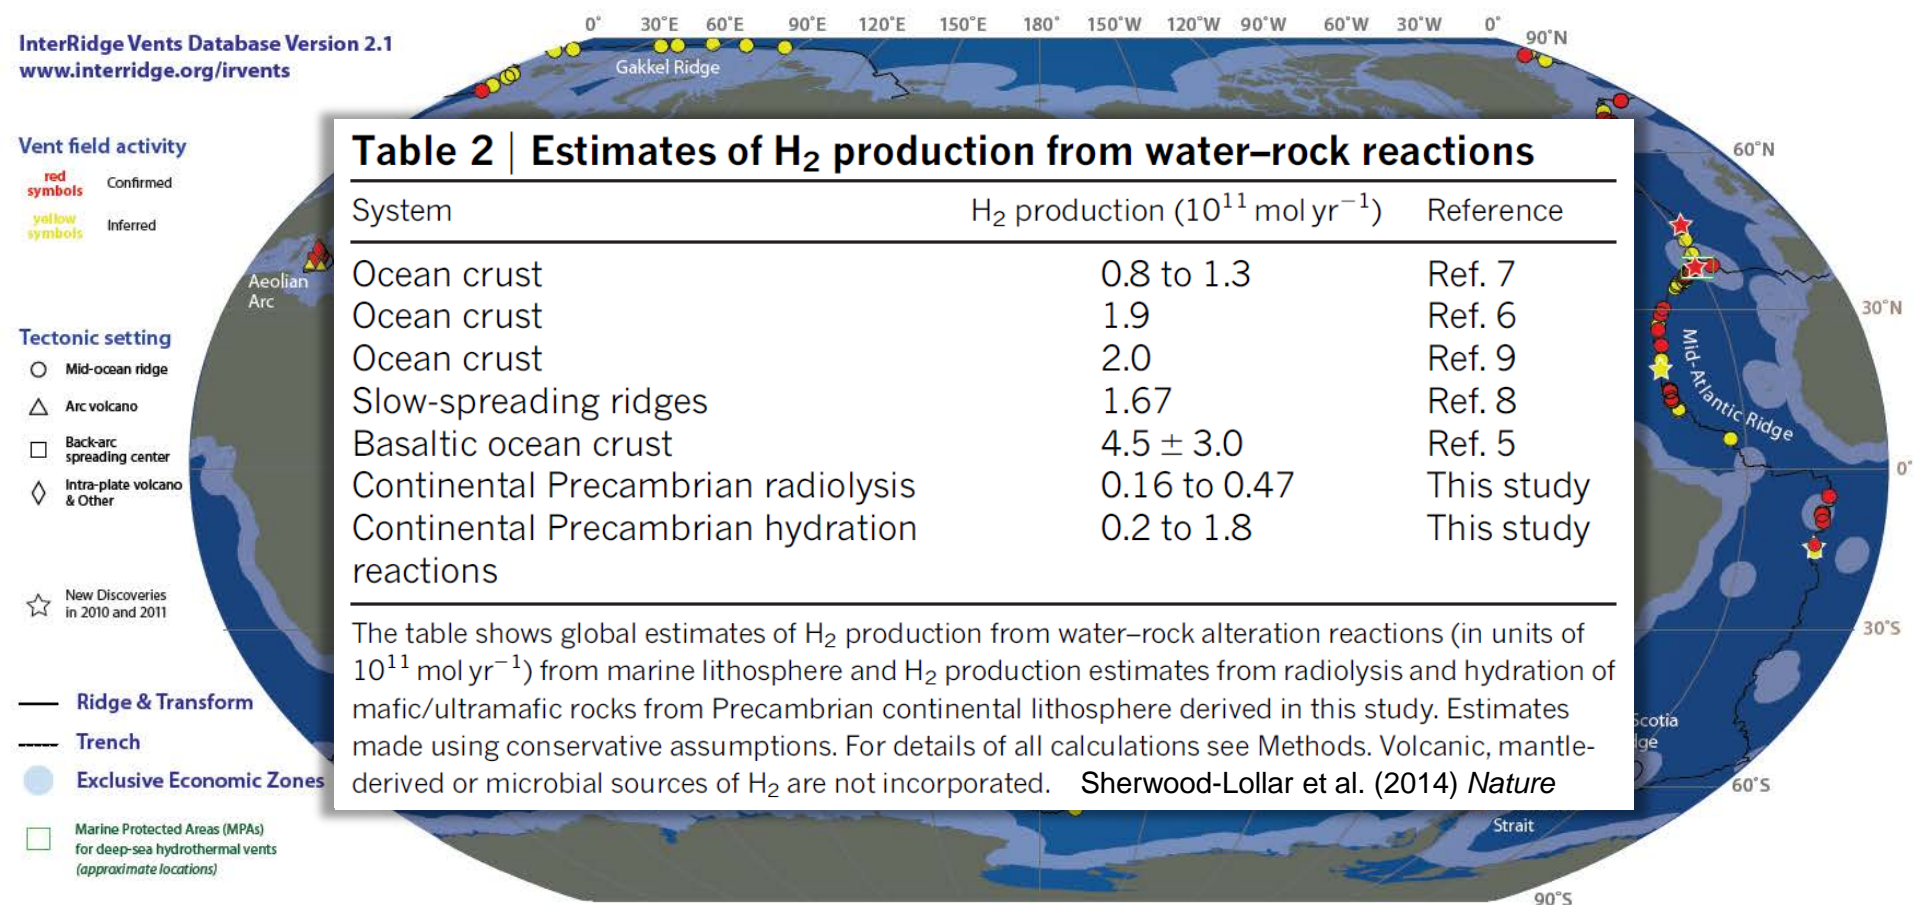 InterRidge Vents Database Version 2.1
www.interridge.org/irvents
0° 30°E 60°E 90°E 120°E 150°E 180° 150°W 120°W 90°W 60°W 30°W 0°
90°N
Gakkel Ridge
Vent field activity
red symbols Confirmed
yellow symbols Inferred
60°N
Aeolian
Arc
30°N
Tectonic setting
Mid-ocean ridge
Arc volcano
Back-arc
spreading center
Intra-plate volcano
& Other
Mid-Atlantic Ridge
0°
New Discoveries
in 2010 and 2011
30°S
Ridge & Transform
Trench
Exclusive Economic Zones
Scotia
60°S
Marine Protected Areas (MPAs)
for deep-sea hydrothermal vents
(approximate locations)
Strait
90°S
Table 2 | Estimates of H₂ production from water–rock reactions
System H₂ production (10¹¹ mol yr⁻¹) Reference
Ocean crust 0.8 to 1.3 Ref. 7
Ocean crust 1.9 Ref. 6
Ocean crust 2.0 Ref. 9
Slow-spreading ridges 1.67 Ref. 8
Basaltic ocean crust 4.5 ± 3.0 Ref. 5
Continental Precambrian radiolysis 0.16 to 0.47 This study
Continental Precambrian hydration 0.2 to 1.8 This study
reactions
The table shows global estimates of H₂ production from water–rock alteration reactions (in units of
10¹¹ mol yr⁻¹) from marine lithosphere and H₂ production estimates from radiolysis and hydration of
mafic/ultramafic rocks from Precambrian continental lithosphere derived in this study. Estimates
made using conservative assumptions. For details of all calculations see Methods. Volcanic, mantle-
derived or microbial sources of H₂ are not incorporated. Sherwood-Lollar et al. (2014) Nature